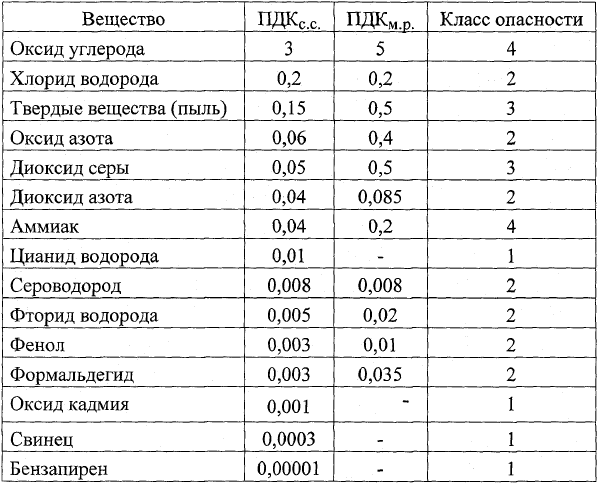 Вещество ПДКс.с. ПДКм.р. Класс опасности
Оксид углерода 3 5 4
Хлорид водорода 0,2 0,2 2
Твердые вещества (пыль) 0,15 0,5 3
Оксид азота 0,06 0,4 2
Диоксид серы 0,05 0,5 3
Диоксид азота 0,04 0,085 2
Аммиак 0,04 0,2 4
Цианид водорода 0,01 - 1
Сероводород 0,008 0,008 2
Фторид водорода 0,005 0,02 2
Фенол 0,003 0,01 2
Формальдегид 0,003 0,035 2
Оксид кадмия 0,001 - 1
Свинец 0,0003 - 1
Бензапирен 0,00001 - 1